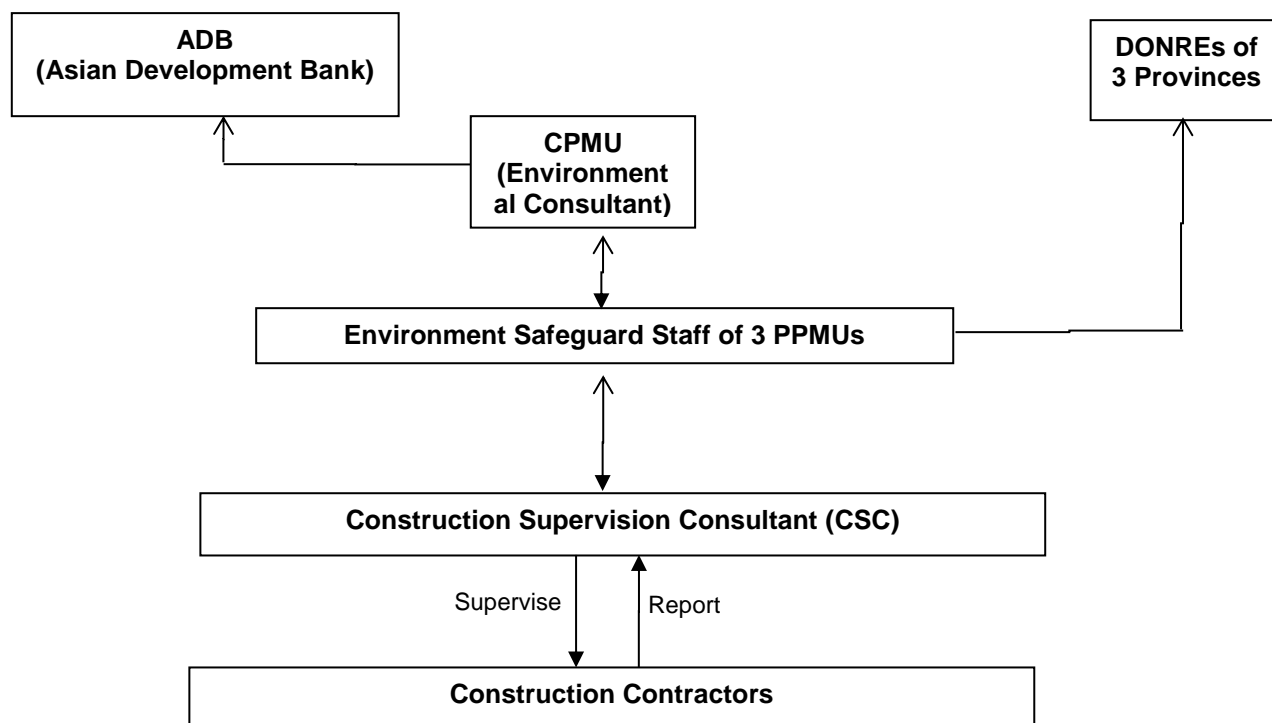 ADB
(Asian Development Bank)
DONREs of
3 Provinces
CPMU
(Environment
al Consultant)
Environment Safeguard Staff of 3 PPMUs
Construction Supervision Consultant (CSC)
Supervise
Report
Construction Contractors